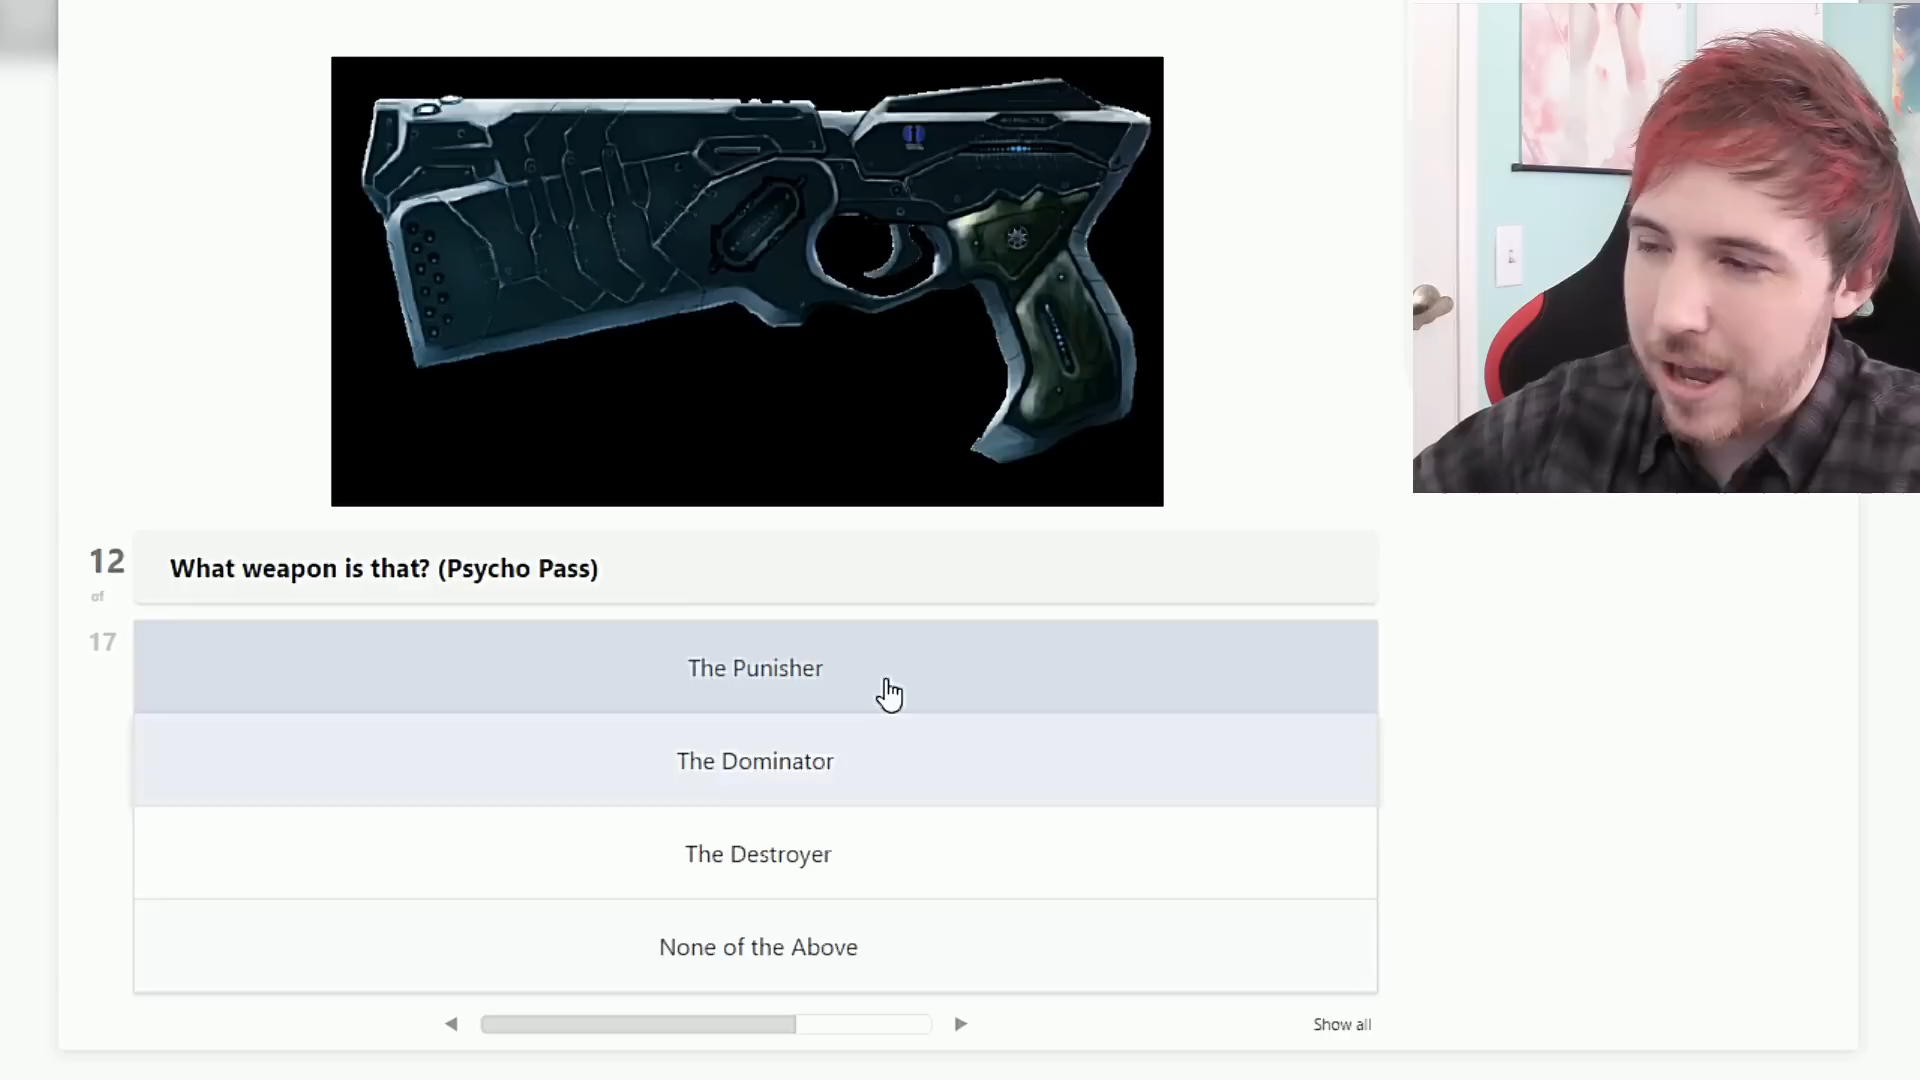 12
of
17
What weapon is that? (Psycho Pass)
The Punisher
The Dominator
The Destroyer
None of the Above
Show all